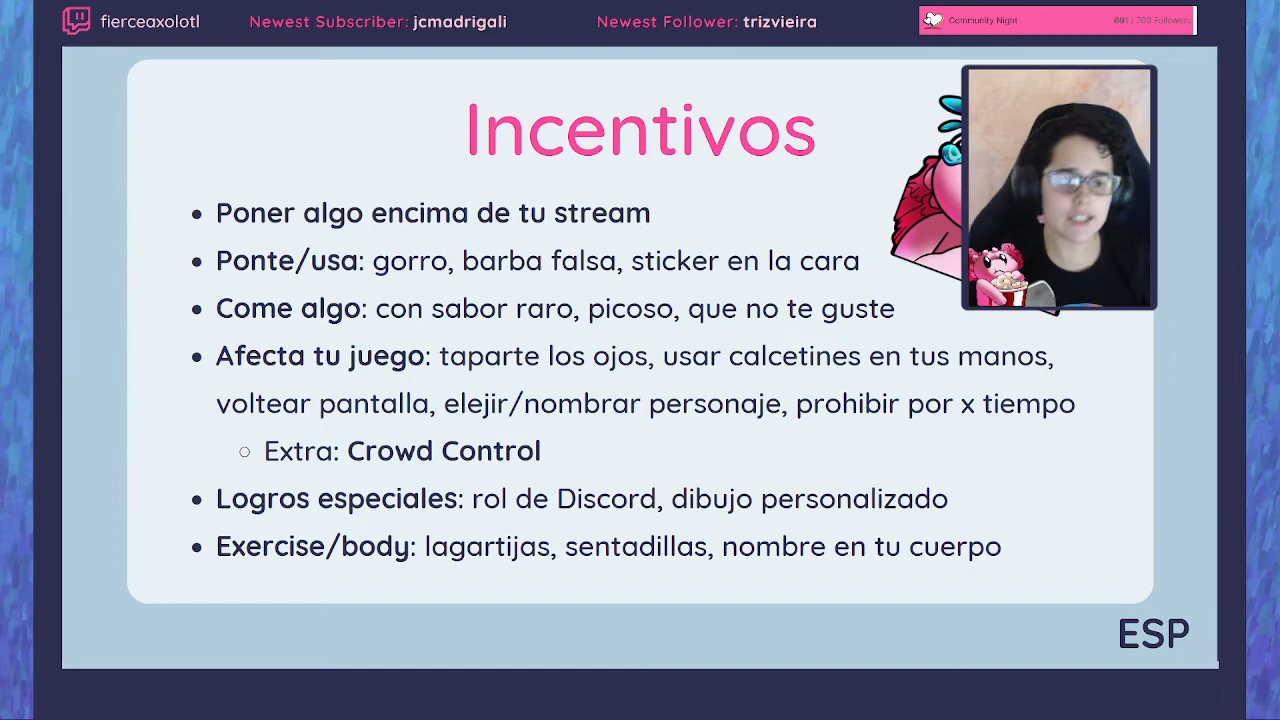 fierceaxolotl
Newest Subscriber: jcmadrigali
Newest Follower: trizvieira
Community Night
691 / 700 Followers
Incentivos
• Poner algo encima de tu stream
• Ponte/usa: gorro, barba falsa, sticker en la cara
• Come algo: con sabor raro, picoso, que no te guste
• Afecta tu juego: taparte los ojos, usar calcetines en tus manos,
voltear pantalla, elejir/nombrar personaje, prohibir por x tiempo
○ Extra: Crowd Control
• Logros especiales: rol de Discord, dibujo personalizado
• Exercise/body: lagartijas, sentadillas, nombre en tu cuerpo
ESP